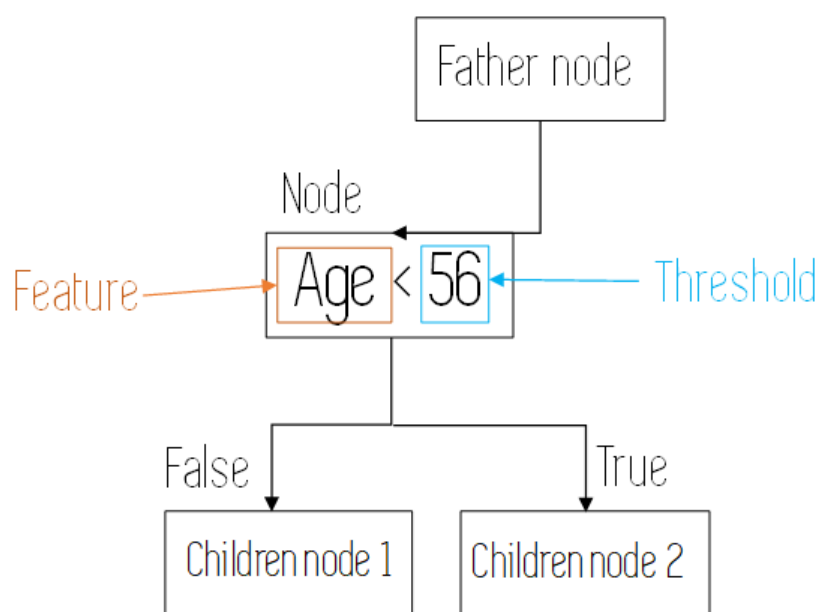 Father node
Node
Feature
Age < 56
Threshold
False
True
Children node 1
Children node 2